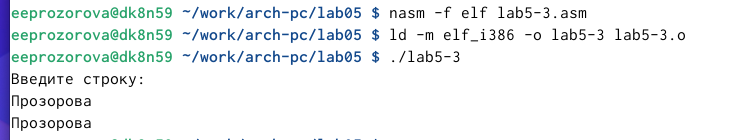 eeprozorova@dk8n59 ~/work/arch-pc/lab05 $ nasm -f elf lab5-3.asm
eeprozorova@dk8n59 ~/work/arch-pc/lab05 $ ld -m elf_i386 -o lab5-3 lab5-3.o
eeprozorova@dk8n59 ~/work/arch-pc/lab05 $ ./lab5-3
Введите строку:
Прозорова
Прозорова